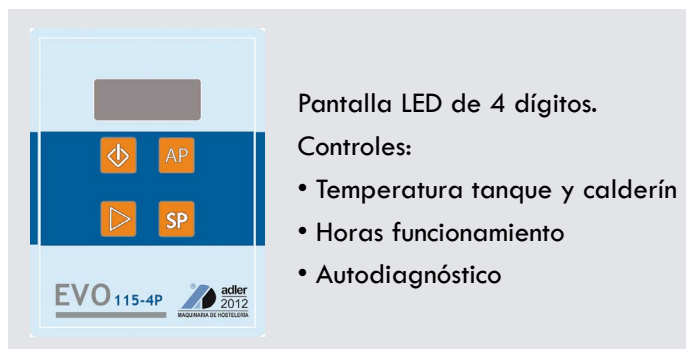 AP
SP
EVO 115-4P
adler
2012
MAQUINARIA DE HOSTELERÍA
Pantalla LED de 4 dígitos.
Controles:
• Temperatura tanque y calderín
• Horas funcionamiento
• Autodiagnóstico